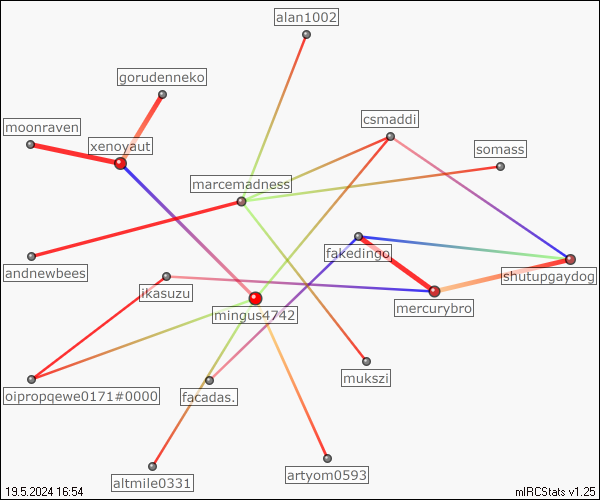 alan1002
gorudenneko
csmaddi
moonraven
xenoyaut
somass
marcemadness
fakedingo
andnewbees
shutupgaydog
ikasuzu
mercurybro
mingus4742
mukszi
oipropqewe0171#0000
facadas.
artyom0593
altmile0331
19.5.2024 16:54
mIRCStats v1.25